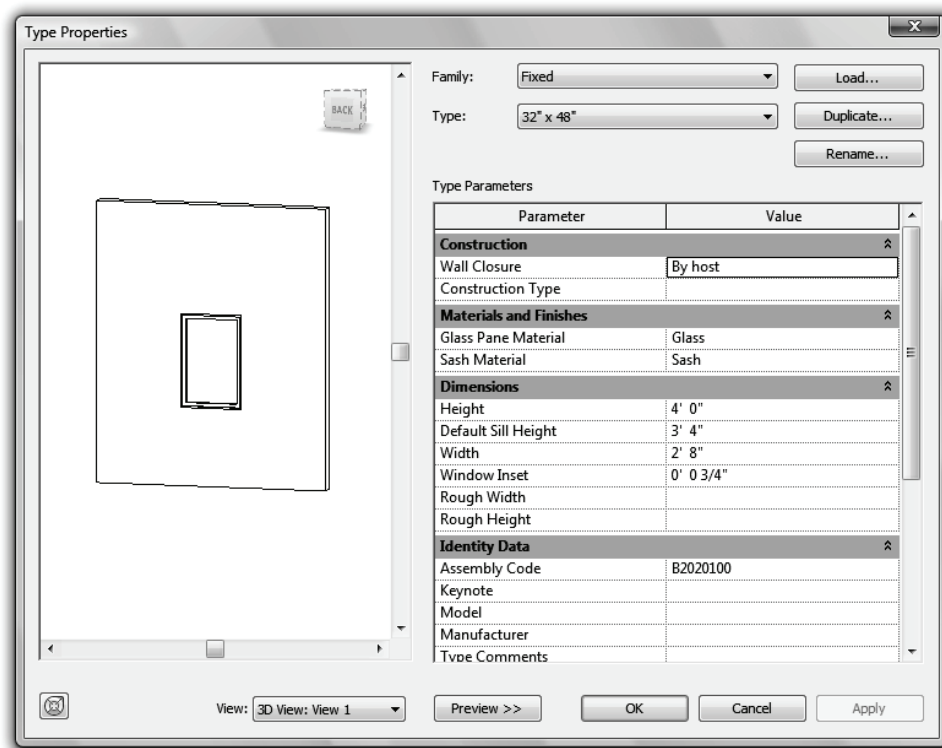 Type Properties
BACK
Family: Fixed Load...
Type: 32" x 48" Duplicate...
Rename...
Type Parameters
Parameter Value
Construction
Wall Closure By host
Construction Type
Materials and Finishes
Glass Pane Material Glass
Sash Material Sash
Dimensions
Height 4' 0"
Default Sill Height 3' 4"
Width 2' 8"
Window Inset 0' 0 3/4"
Rough Width
Rough Height
Identity Data
Assembly Code B2020100
Keynote
Model
Manufacturer
Type Comments
View: 3D View: View 1 Preview >> OK Cancel Apply